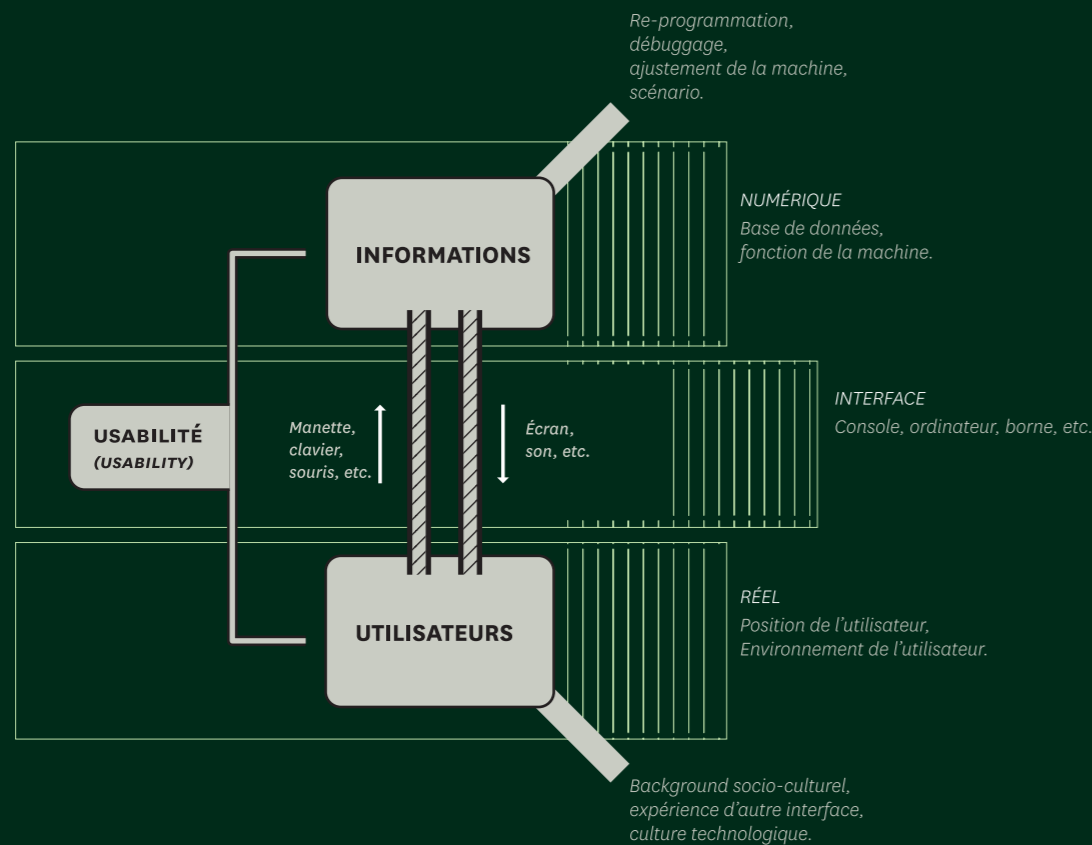 Re-programmation,
débuggage,
ajustement de la machine,
scénario.
NUMÉRIQUE
Base de données,
fonction de la machine.
INFORMATIONS
INTERFACE
Console, ordinateur, borne, etc.
USABILITÉ
(USABILITY)
Manette,
clavier,
souris, etc.
Écran,
son, etc.
RÉEL
Position de l'utilisateur,
Environnement de l'utilisateur.
UTILISATEURS
Background socio-culturel,
expérience d'autre interface,
culture technologique.